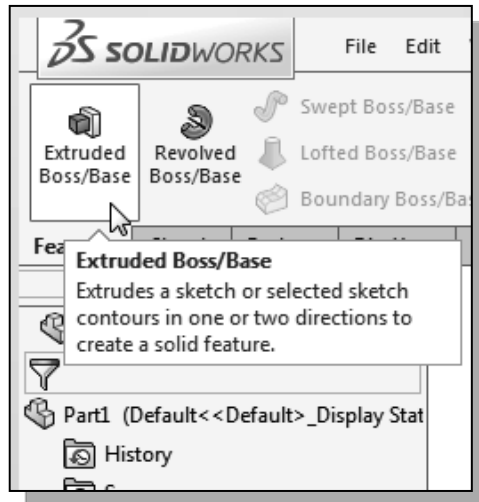 3S SOLIDWORKS File Edit
Extruded Boss/Base
Revolved Boss/Base
Swept Boss/Base
Lofted Boss/Base
Boundary Boss/Ba
Fea
Extruded Boss/Base
Extrudes a sketch or selected sketch
contours in one or two directions to
create a solid feature.
Part1 (Default<<Default>_Display Stat
History